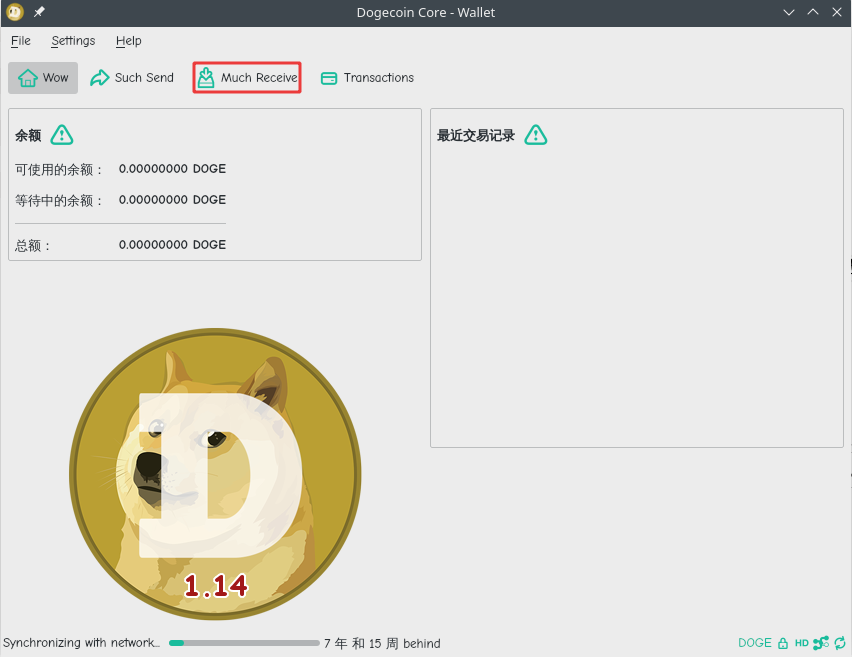 Dogecoin Core - Wallet
File Settings Help
Wow Such Send Much Receive Transactions
余额
可使用的余额： 0.00000000 DOGE
等待中的余额： 0.00000000 DOGE
总额： 0.00000000 DOGE
最近交易记录
D
1.14
Synchronizing with network... 7 年 和 15 周 behind
DOGE HD